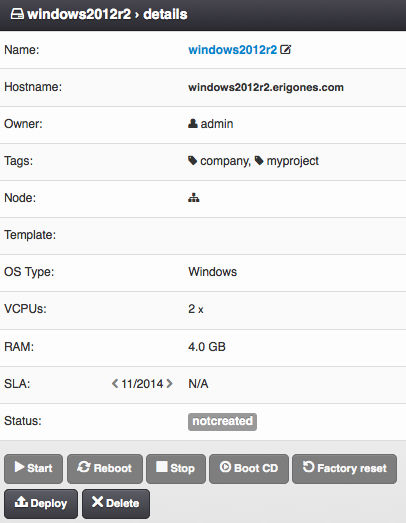 windows2012r2 › details
Name: windows2012r2
Hostname: windows2012r2.erigones.com
Owner: admin
Tags: company, myproject
Node:
Template:
OS Type: Windows
VCPUs: 2 x
RAM: 4.0 GB
SLA: 11/2014 N/A
Status: notcreated
Start Reboot Stop Boot CD Factory reset
Deploy Delete